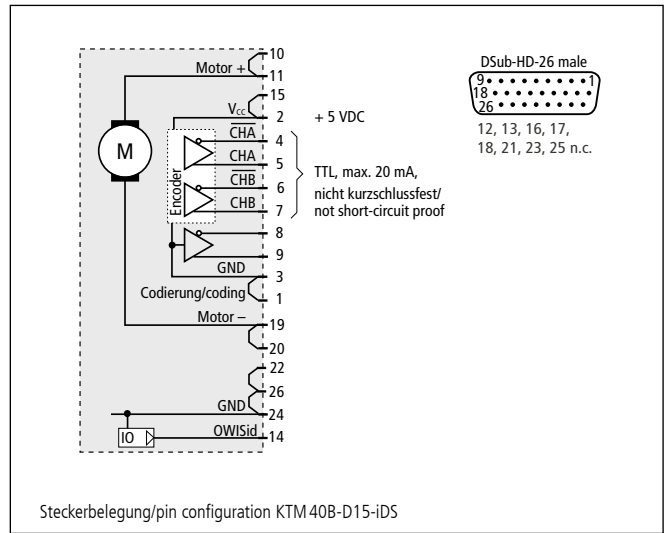 10
Motor +
11
15
Vcc
2
+ 5 VDC
CHA
4
CHA
5
CHB
6
CHB
7
TTL, max. 20 mA,
nicht kurzschlussfest/
not short-circuit proof
M
Encoder
8
9
GND
3
Codierung/coding
1
Motor –
19
20
22
26
GND
24
IO
OWISid
14
DSub-HD-26 male
9
1
18
26
12, 13, 16, 17,
18, 21, 23, 25 n.c.
Steckerbelegung/pin configuration KTM 40B-D15-iDS